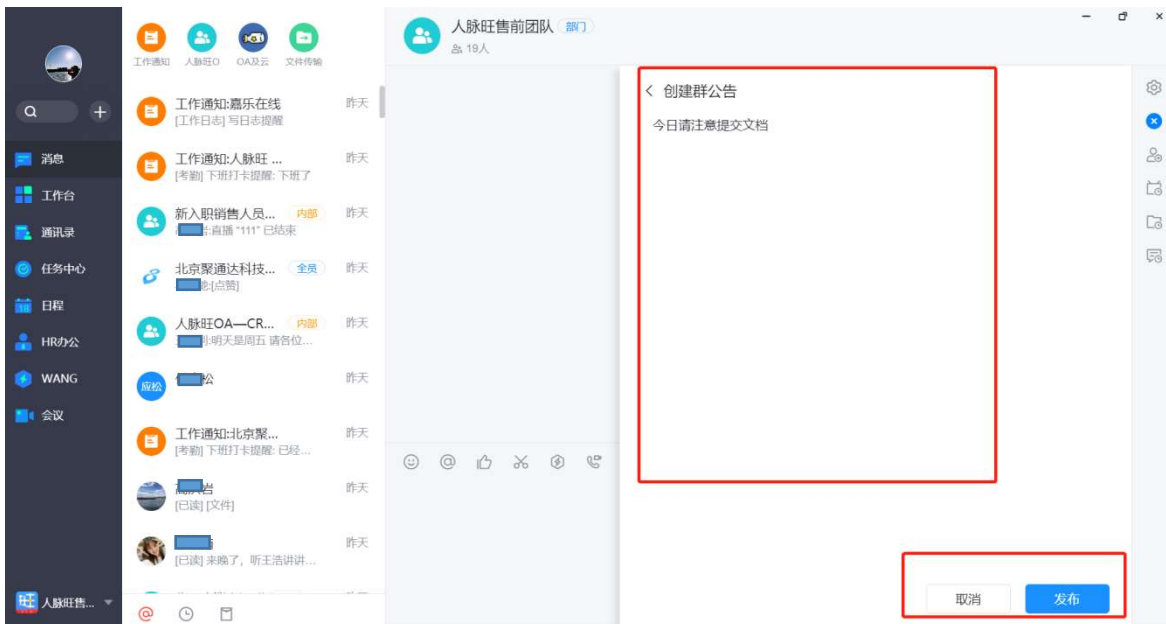 工作通知
人脉旺O
OA及云
文件传输
消息
工作台
通讯录
任务中心
日程
HR办公
WANG
会议
人脉旺售...
工作通知:嘉乐在线
昨天
[工作日志] 写日志提醒
工作通知:人脉旺 ...
昨天
[考勤] 下班打卡提醒: 下班了
新入职销售人员...
内部
昨天
:直播 "111" 已结束
北京聚通达科技...
全员
昨天
:[点赞]
人脉旺OA—CR...
内部
昨天
:明天是周五 请各位...
应松
松
昨天
工作通知:北京聚...
昨天
[考勤] 下班打卡提醒: 已经...
岩
昨天
[已读] [文件]
昨天
[已读] 来晚了，听王浩讲讲...
人脉旺售前团队
部门
19人
创建群公告
今日请注意提交文档
取消
发布